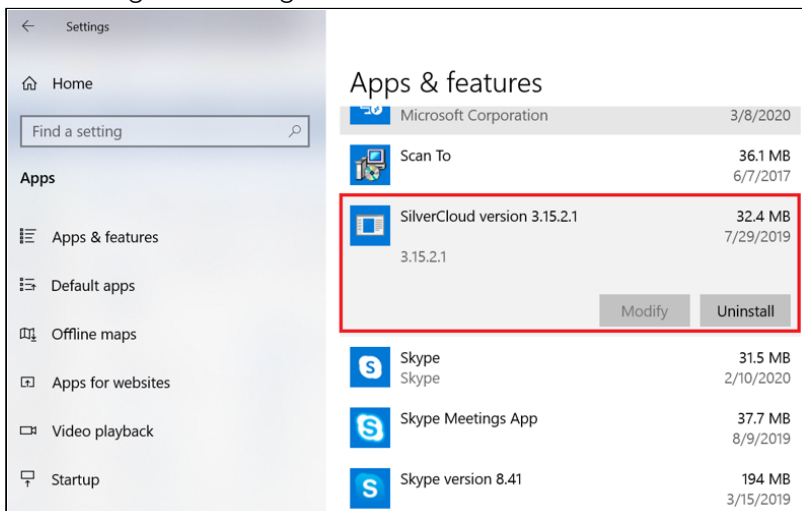 Settings
Home
Find a setting
Apps
Apps & features
Default apps
Offline maps
Apps for websites
Video playback
Startup
Apps & features
Microsoft Corporation 3/8/2020
Scan To 36.1 MB
6/7/2017
SilverCloud version 3.15.2.1 32.4 MB
7/29/2019
3.15.2.1
Modify Uninstall
Skype 31.5 MB
Skype 2/10/2020
Skype Meetings App 37.7 MB
8/9/2019
Skype version 8.41 194 MB
3/15/2019